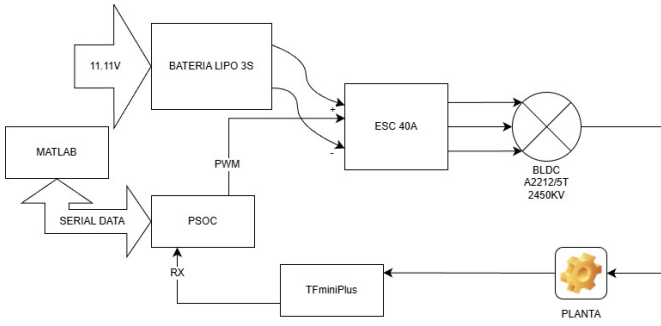 11.11V
BATERIA LIPO 3S
+
-
ESC 40A
MATLAB
PWM
BLDC
A2212/5T
2450KV
SERIAL DATA
PSOC
RX
TFminiPlus
PLANTA